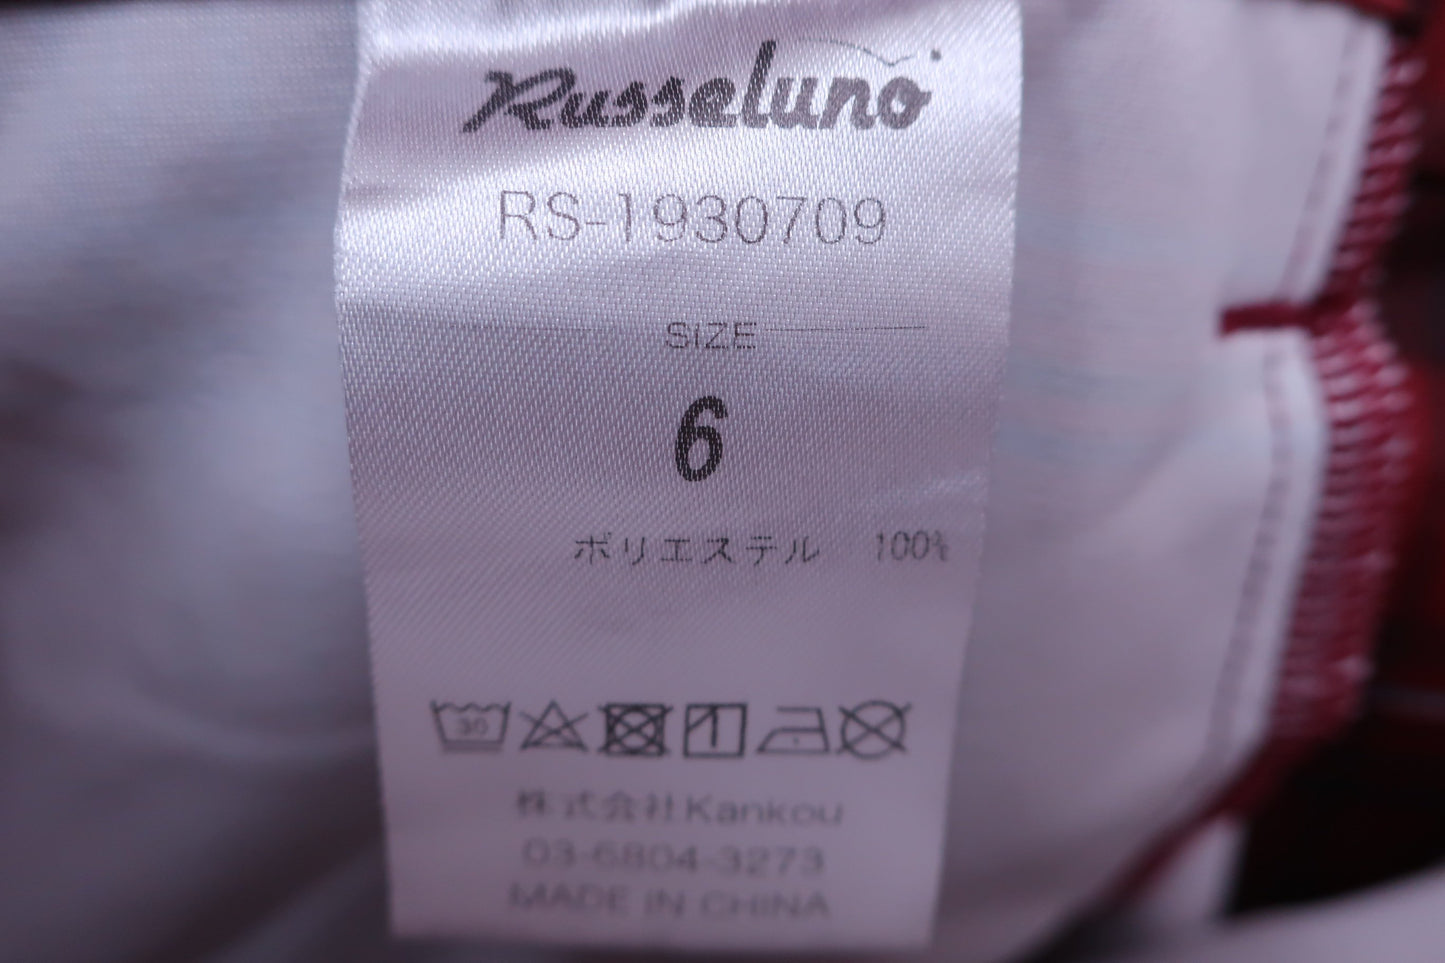 Russeluno
RS-1930709
SIZE
6
ポリエステル 100%
30
株式会社Kankou
03-6804-3273
MADE IN CHINA